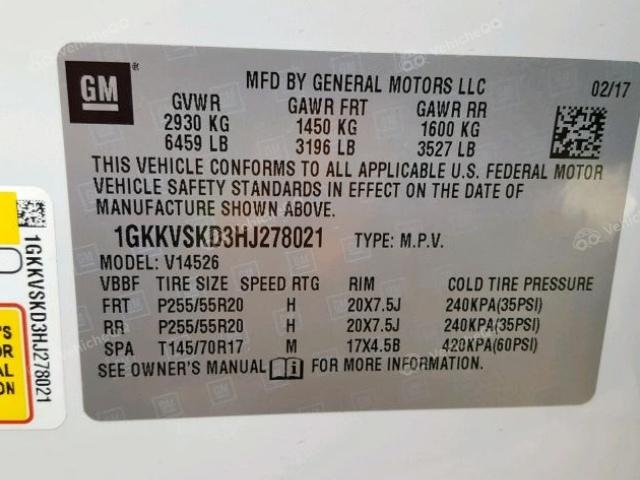 GM
MFD BY GENERAL MOTORS LLC 02/17
GVWR GAWR FRT GAWR RR
2930 KG 1450 KG 1600 KG
6459 LB 3196 LB 3527 LB
THIS VEHICLE CONFORMS TO ALL APPLICABLE U.S. FEDERAL MOTOR
VEHICLE SAFETY STANDARDS IN EFFECT ON THE DATE OF
MANUFACTURE SHOWN ABOVE.
1GKKVSKD3HJ278021 TYPE: M.P.V.
MODEL: V14526
VBBF TIRE SIZE SPEED RTG RIM COLD TIRE PRESSURE
FRT P255/55R20 H 20X7.5J 240KPA(35PSI)
RR P255/55R20 H 20X7.5J 240KPA(35PSI)
SPA T145/70R17 M 17X4.5B 420KPA(60PSI)
SEE OWNER'S MANUAL i FOR MORE INFORMATION.
1GKKVSKD3HJ278021
'S
OR
AL
ON